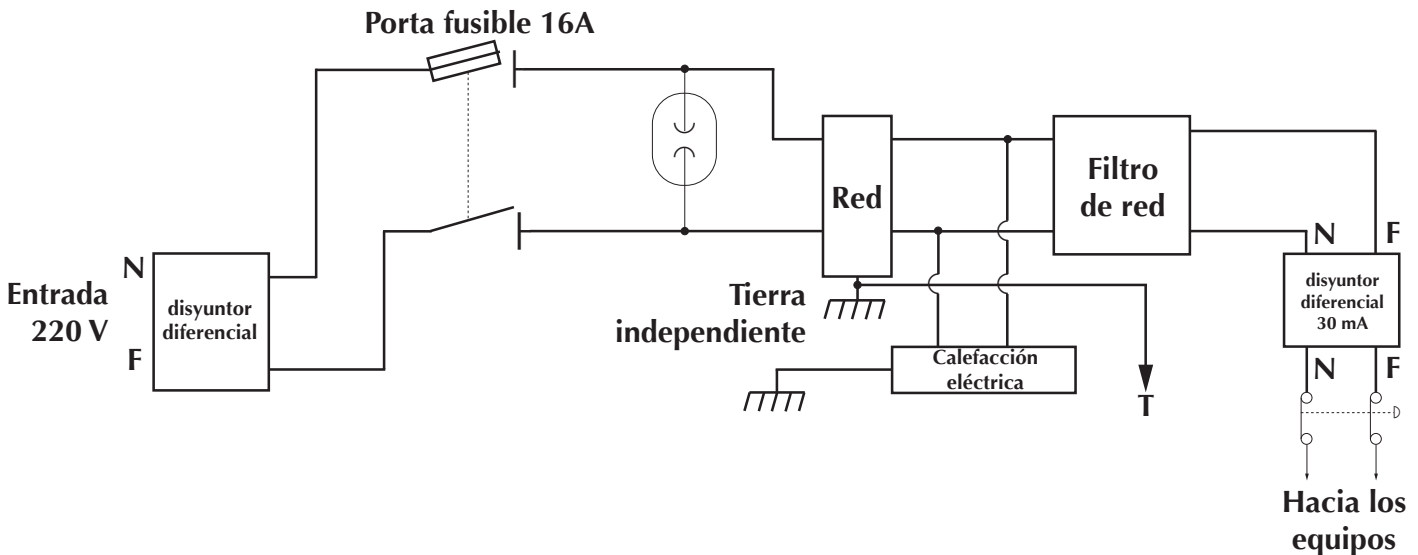 Porta fusible 16A
Entrada
220 V
N
F
disyuntor
diferencial
Red
Tierra
independiente
Calefacción
eléctrica
T
Filtro
de red
N
F
disyuntor
diferencial
30 mA
N
F
Hacia los
equipos